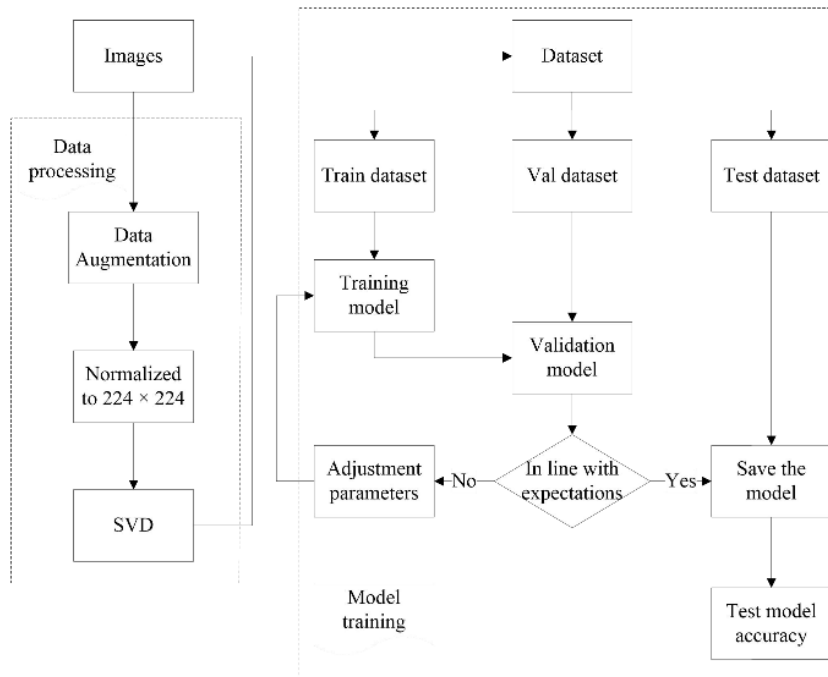 Images
Data
processing
Data
Augmentation
Normalized
to 224 × 224
SVD
Dataset
Train dataset
Val dataset
Test dataset
Training
model
Validation
model
Adjustment
parameters
No
In line with
expectations
Yes
Save the
model
Model
training
Test model
accuracy